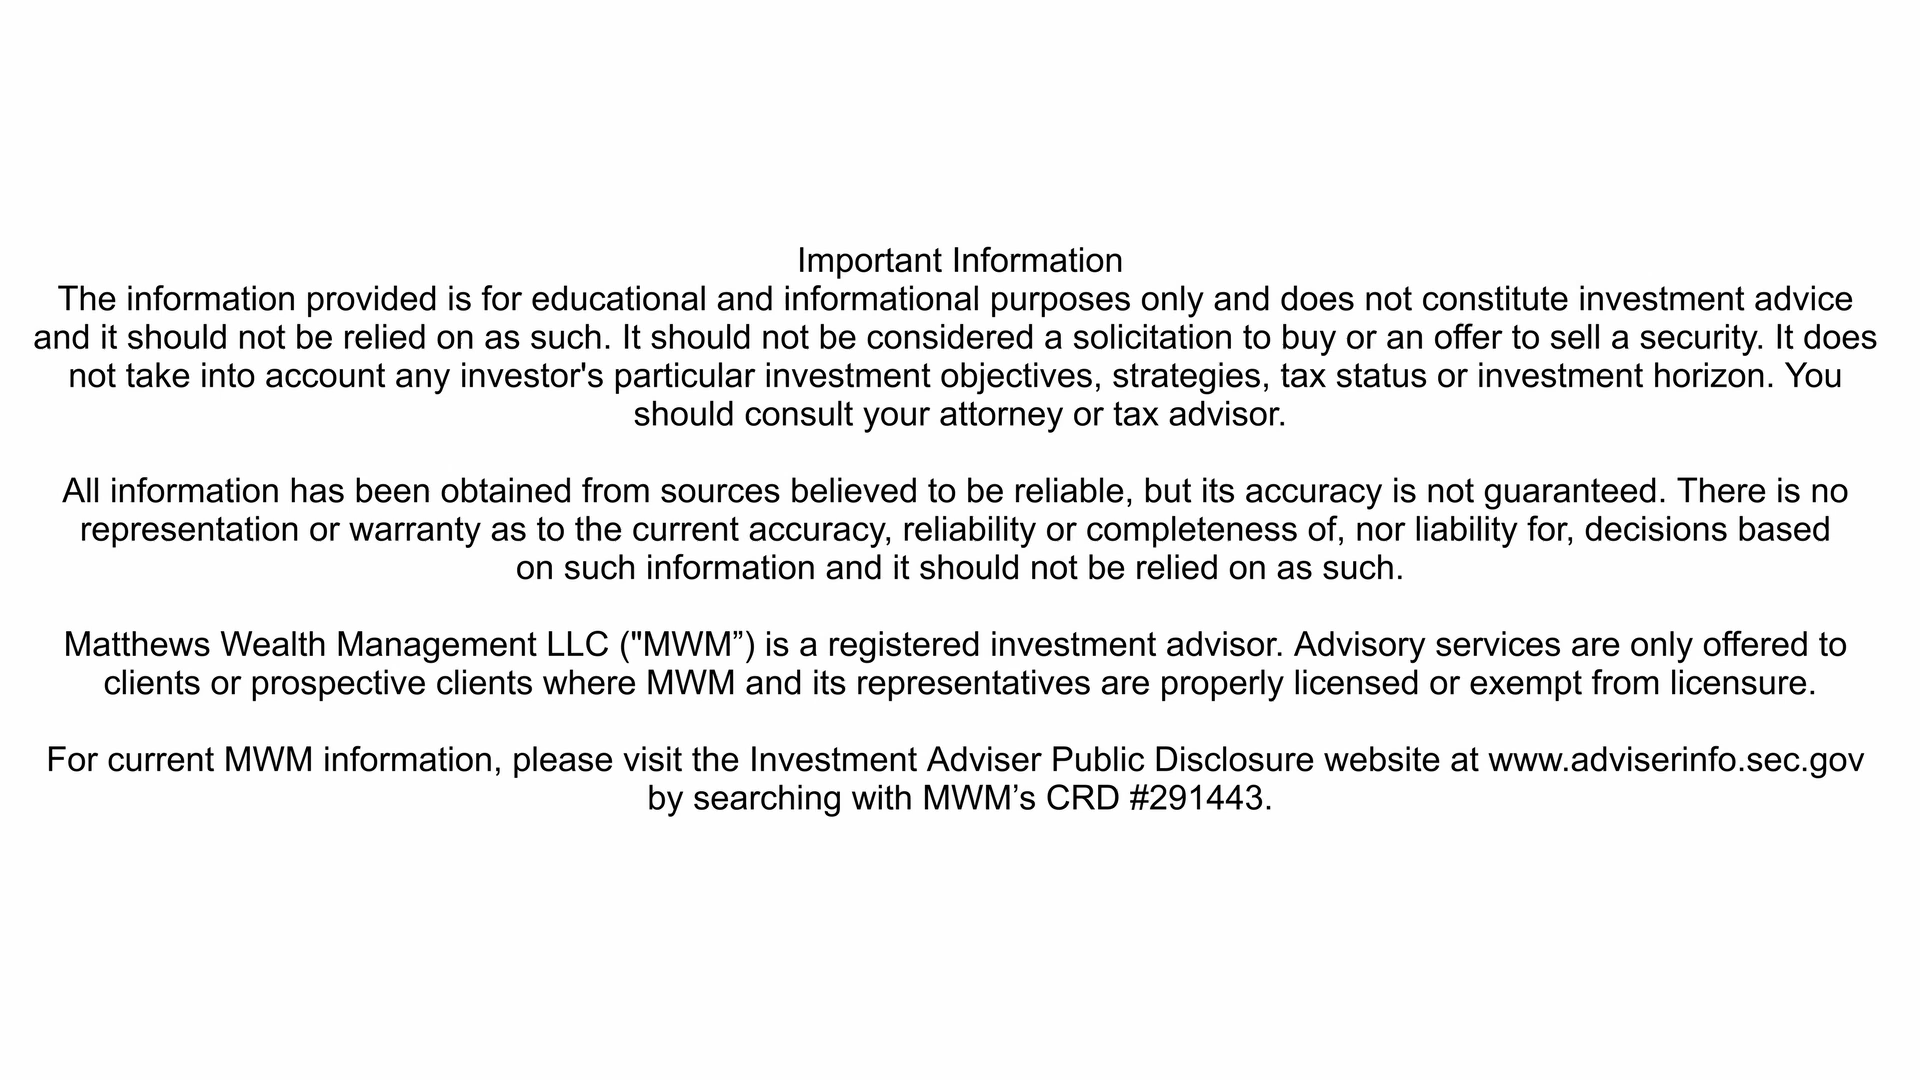 Important Information
The information provided is for educational and informational purposes only and does not constitute investment advice
and it should not be relied on as such. It should not be considered a solicitation to buy or an offer to sell a security. It does
not take into account any investor's particular investment objectives, strategies, tax status or investment horizon. You
should consult your attorney or tax advisor.
All information has been obtained from sources believed to be reliable, but its accuracy is not guaranteed. There is no
representation or warranty as to the current accuracy, reliability or completeness of, nor liability for, decisions based
on such information and it should not be relied on as such.
Matthews Wealth Management LLC ("MWM”) is a registered investment advisor. Advisory services are only offered to
clients or prospective clients where MWM and its representatives are properly licensed or exempt from licensure.
For current MWM information, please visit the Investment Adviser Public Disclosure website at www.adviserinfo.sec.gov
by searching with MWM’s CRD #291443.